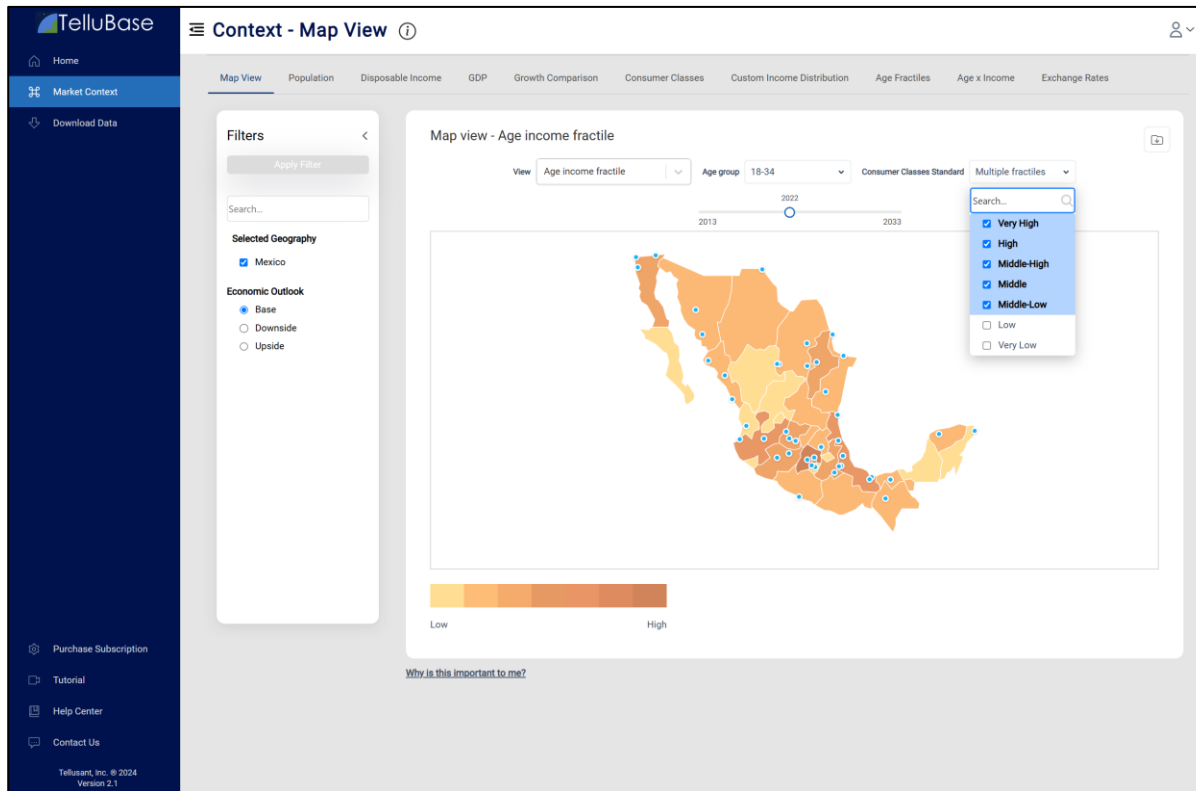 TelluBase
Home
Market Context
Download Data
Purchase Subscription
Tutorial
Help Center
Contact Us
Tellusant, Inc. ® 2024
Version 2.1
Context - Map View
Map View Population Disposable Income GDP Growth Comparison Consumer Classes Custom Income Distribution Age Fractiles Age x Income Exchange Rates
Filters
Apply Filter
Search...
Selected Geography
Mexico
Economic Outlook
Base
Downside
Upside
Map view - Age income fractile
View Age income fractile Age group 18-34 Consumer Classes Standard Multiple fractiles
2022
2013 2033
Search...
Very High
High
Middle-High
Middle
Middle-Low
Low
Very Low
Low High
Why is this important to me?